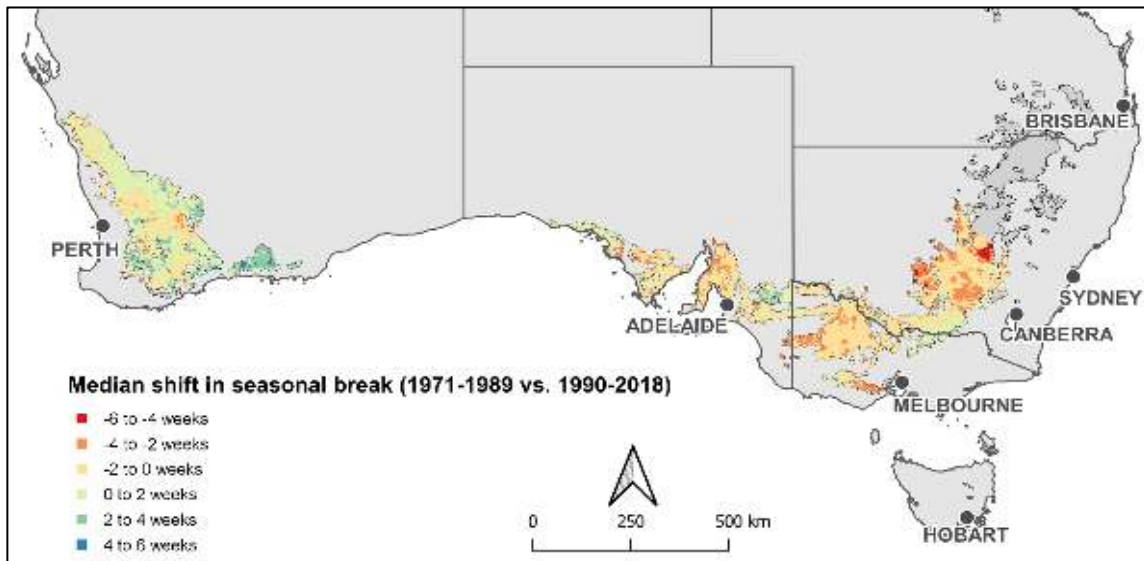 BRISBANE
PERTH
SYDNEY
ADELAIDE
CANBERRA
Median shift in seasonal break (1971-1989 vs. 1990-2018)
MELBOURNE
-6 to -4 weeks
-4 to -2 weeks
-2 to 0 weeks
0 to 2 weeks
2 to 4 weeks
4 to 6 weeks
0 250 500 km
HOBART